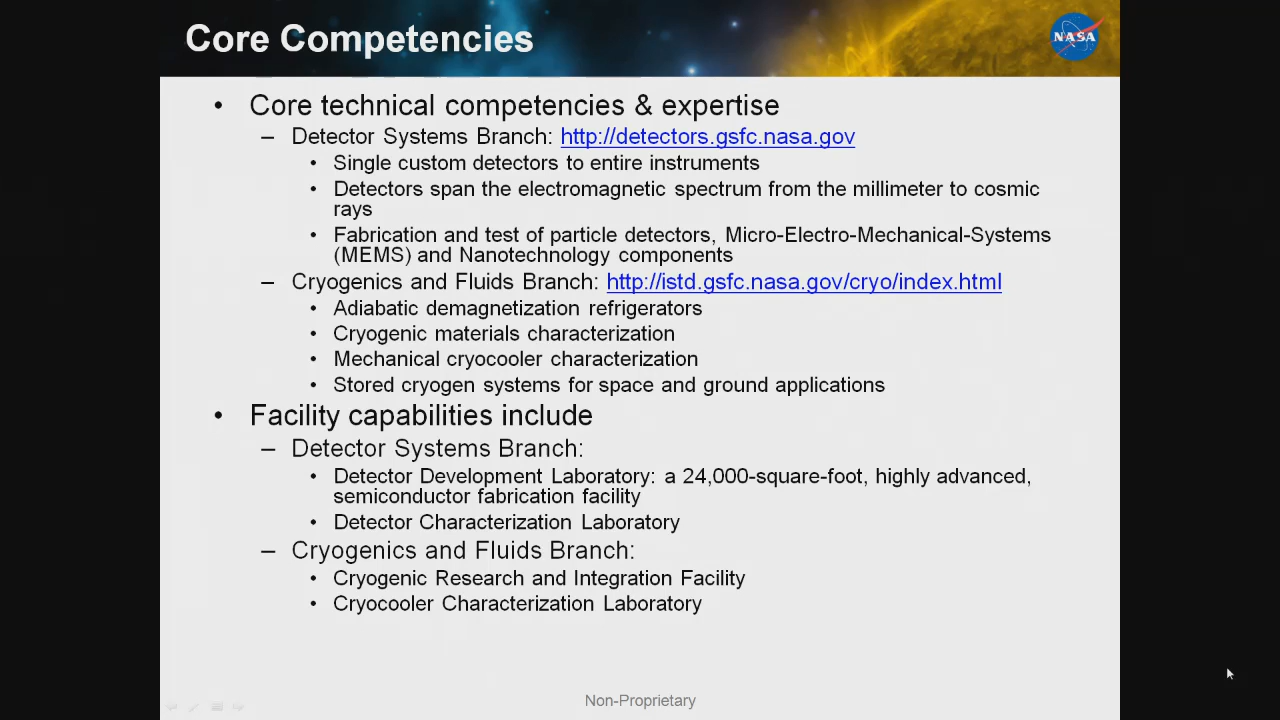 Core Competencies
NASA
• Core technical competencies & expertise
– Detector Systems Branch: http://detectors.gsfc.nasa.gov
• Single custom detectors to entire instruments
• Detectors span the electromagnetic spectrum from the millimeter to cosmic
rays
• Fabrication and test of particle detectors, Micro-Electro-Mechanical-Systems
(MEMS) and Nanotechnology components
– Cryogenics and Fluids Branch: http://istd.gsfc.nasa.gov/cryo/index.html
• Adiabatic demagnetization refrigerators
• Cryogenic materials characterization
• Mechanical cryocooler characterization
• Stored cryogen systems for space and ground applications
• Facility capabilities include
– Detector Systems Branch:
• Detector Development Laboratory: a 24,000-square-foot, highly advanced,
semiconductor fabrication facility
• Detector Characterization Laboratory
– Cryogenics and Fluids Branch:
• Cryogenic Research and Integration Facility
• Cryocooler Characterization Laboratory
Non-Proprietary